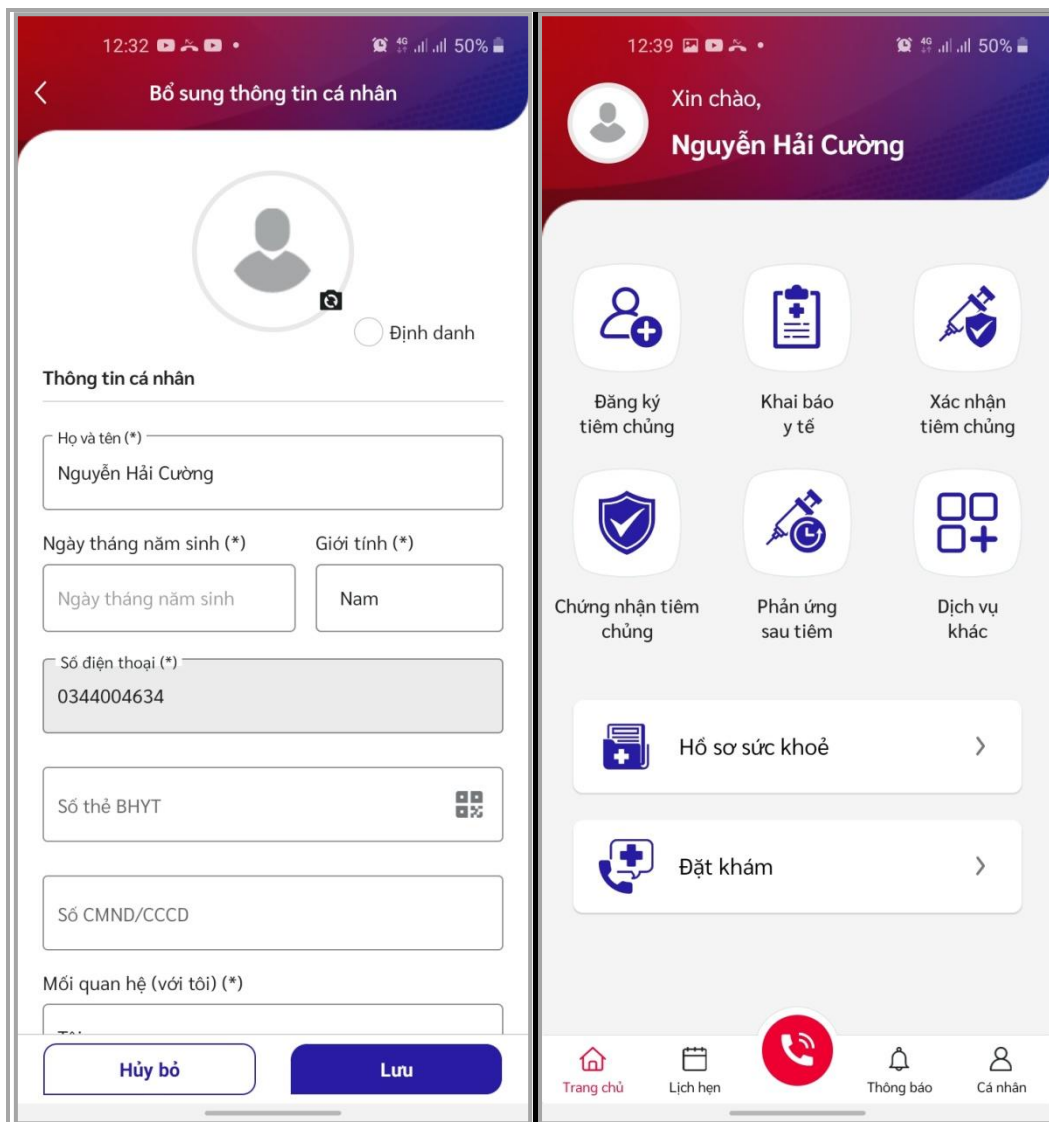 12:32
4G
50%
Bổ sung thông tin cá nhân
Định danh
Thông tin cá nhân
Họ và tên (*)
Nguyễn Hải Cường
Ngày tháng năm sinh (*)
Giới tính (*)
Ngày tháng năm sinh
Nam
Số điện thoại (*)
0344004634
Số thẻ BHYT
Số CMND/CCCD
Mối quan hệ (với tôi) (*)
Hủy bỏ
Lưu
12:39
4G
50%
Xin chào,
Nguyễn Hải Cường
Đăng ký
tiêm chủng
Khai báo
y tế
Xác nhận
tiêm chủng
Chứng nhận tiêm
chủng
Phản ứng
sau tiêm
Dịch vụ
khác
Hồ sơ sức khoẻ
Đặt khám
Trang chủ
Lịch hẹn
Thông báo
Cá nhân